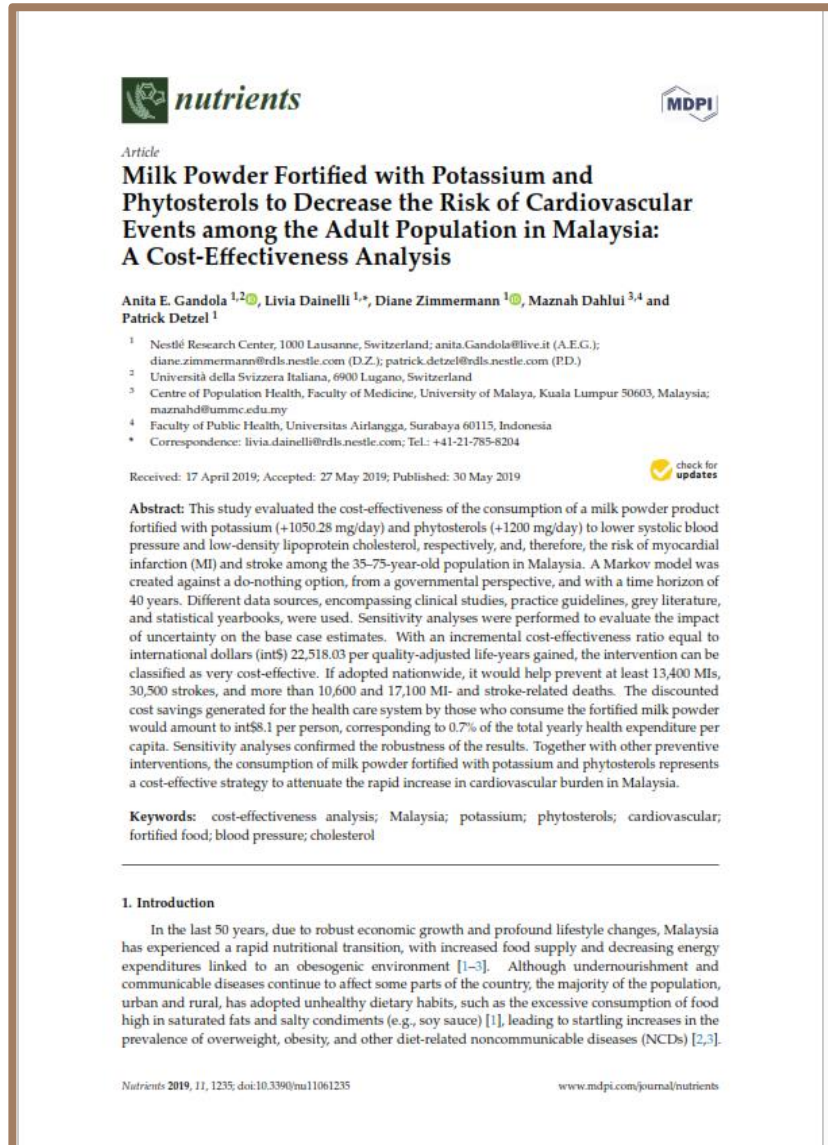 nutrients
MDPI
Article
Milk Powder Fortified with Potassium and
Phytosterols to Decrease the Risk of Cardiovascular
Events among the Adult Population in Malaysia:
A Cost-Effectiveness Analysis
Anita E. Gandola 1,2, Livia Dainelli 1,*, Diane Zimmermann 1, Maznah Dahlui 3,4 and
Patrick Detzel 1
1 Nestlé Research Center, 1000 Lausanne, Switzerland; anita.Gandola@live.it (A.E.G.);
diane.zimmermann@rdls.nestle.com (D.Z.); patrick.detzel@rdls.nestle.com (P.D.)
2 Università della Svizzera Italiana, 6900 Lugano, Switzerland
3 Centre of Population Health, Faculty of Medicine, University of Malaya, Kuala Lumpur 50603, Malaysia;
maznahd@ummc.edu.my
4 Faculty of Public Health, Universitas Airlangga, Surabaya 60115, Indonesia
* Correspondence: livia.dainelli@rdls.nestle.com; Tel.: +41-21-785-8204
Received: 17 April 2019; Accepted: 27 May 2019; Published: 30 May 2019
check for
updates
Abstract: This study evaluated the cost-effectiveness of the consumption of a milk powder product
fortified with potassium (+1050.28 mg/day) and phytosterols (+1200 mg/day) to lower systolic blood
pressure and low-density lipoprotein cholesterol, respectively, and, therefore, the risk of myocardial
infarction (MI) and stroke among the 35–75-year-old population in Malaysia. A Markov model was
created against a do-nothing option, from a governmental perspective, and with a time horizon of
40 years. Different data sources, encompassing clinical studies, practice guidelines, grey literature,
and statistical yearbooks, were used. Sensitivity analyses were performed to evaluate the impact
of uncertainty on the base case estimates. With an incremental cost-effectiveness ratio equal to
international dollars (int$) 22,518.03 per quality-adjusted life-years gained, the intervention can be
classified as very cost-effective. If adopted nationwide, it would help prevent at least 13,400 MIs,
30,500 strokes, and more than 10,600 and 17,100 MI- and stroke-related deaths. The discounted
cost savings generated for the health care system by those who consume the fortified milk powder
would amount to int$8.1 per person, corresponding to 0.7% of the total yearly health expenditure per
capita. Sensitivity analyses confirmed the robustness of the results. Together with other preventive
interventions, the consumption of milk powder fortified with potassium and phytosterols represents
a cost-effective strategy to attenuate the rapid increase in cardiovascular burden in Malaysia.
Keywords: cost-effectiveness analysis; Malaysia; potassium; phytosterols; cardiovascular;
fortified food; blood pressure; cholesterol
1. Introduction
In the last 50 years, due to robust economic growth and profound lifestyle changes, Malaysia
has experienced a rapid nutritional transition, with increased food supply and decreasing energy
expenditures linked to an obesogenic environment [1–3]. Although undernourishment and
communicable diseases continue to affect some parts of the country, the majority of the population,
urban and rural, has adopted unhealthy dietary habits, such as the excessive consumption of food
high in saturated fats and salty condiments (e.g., soy sauce) [1], leading to startling increases in the
prevalence of overweight, obesity, and other diet-related noncommunicable diseases (NCDs) [2,3].
Nutrients 2019, 11, 1235; doi:10.3390/nu11061235
www.mdpi.com/journal/nutrients